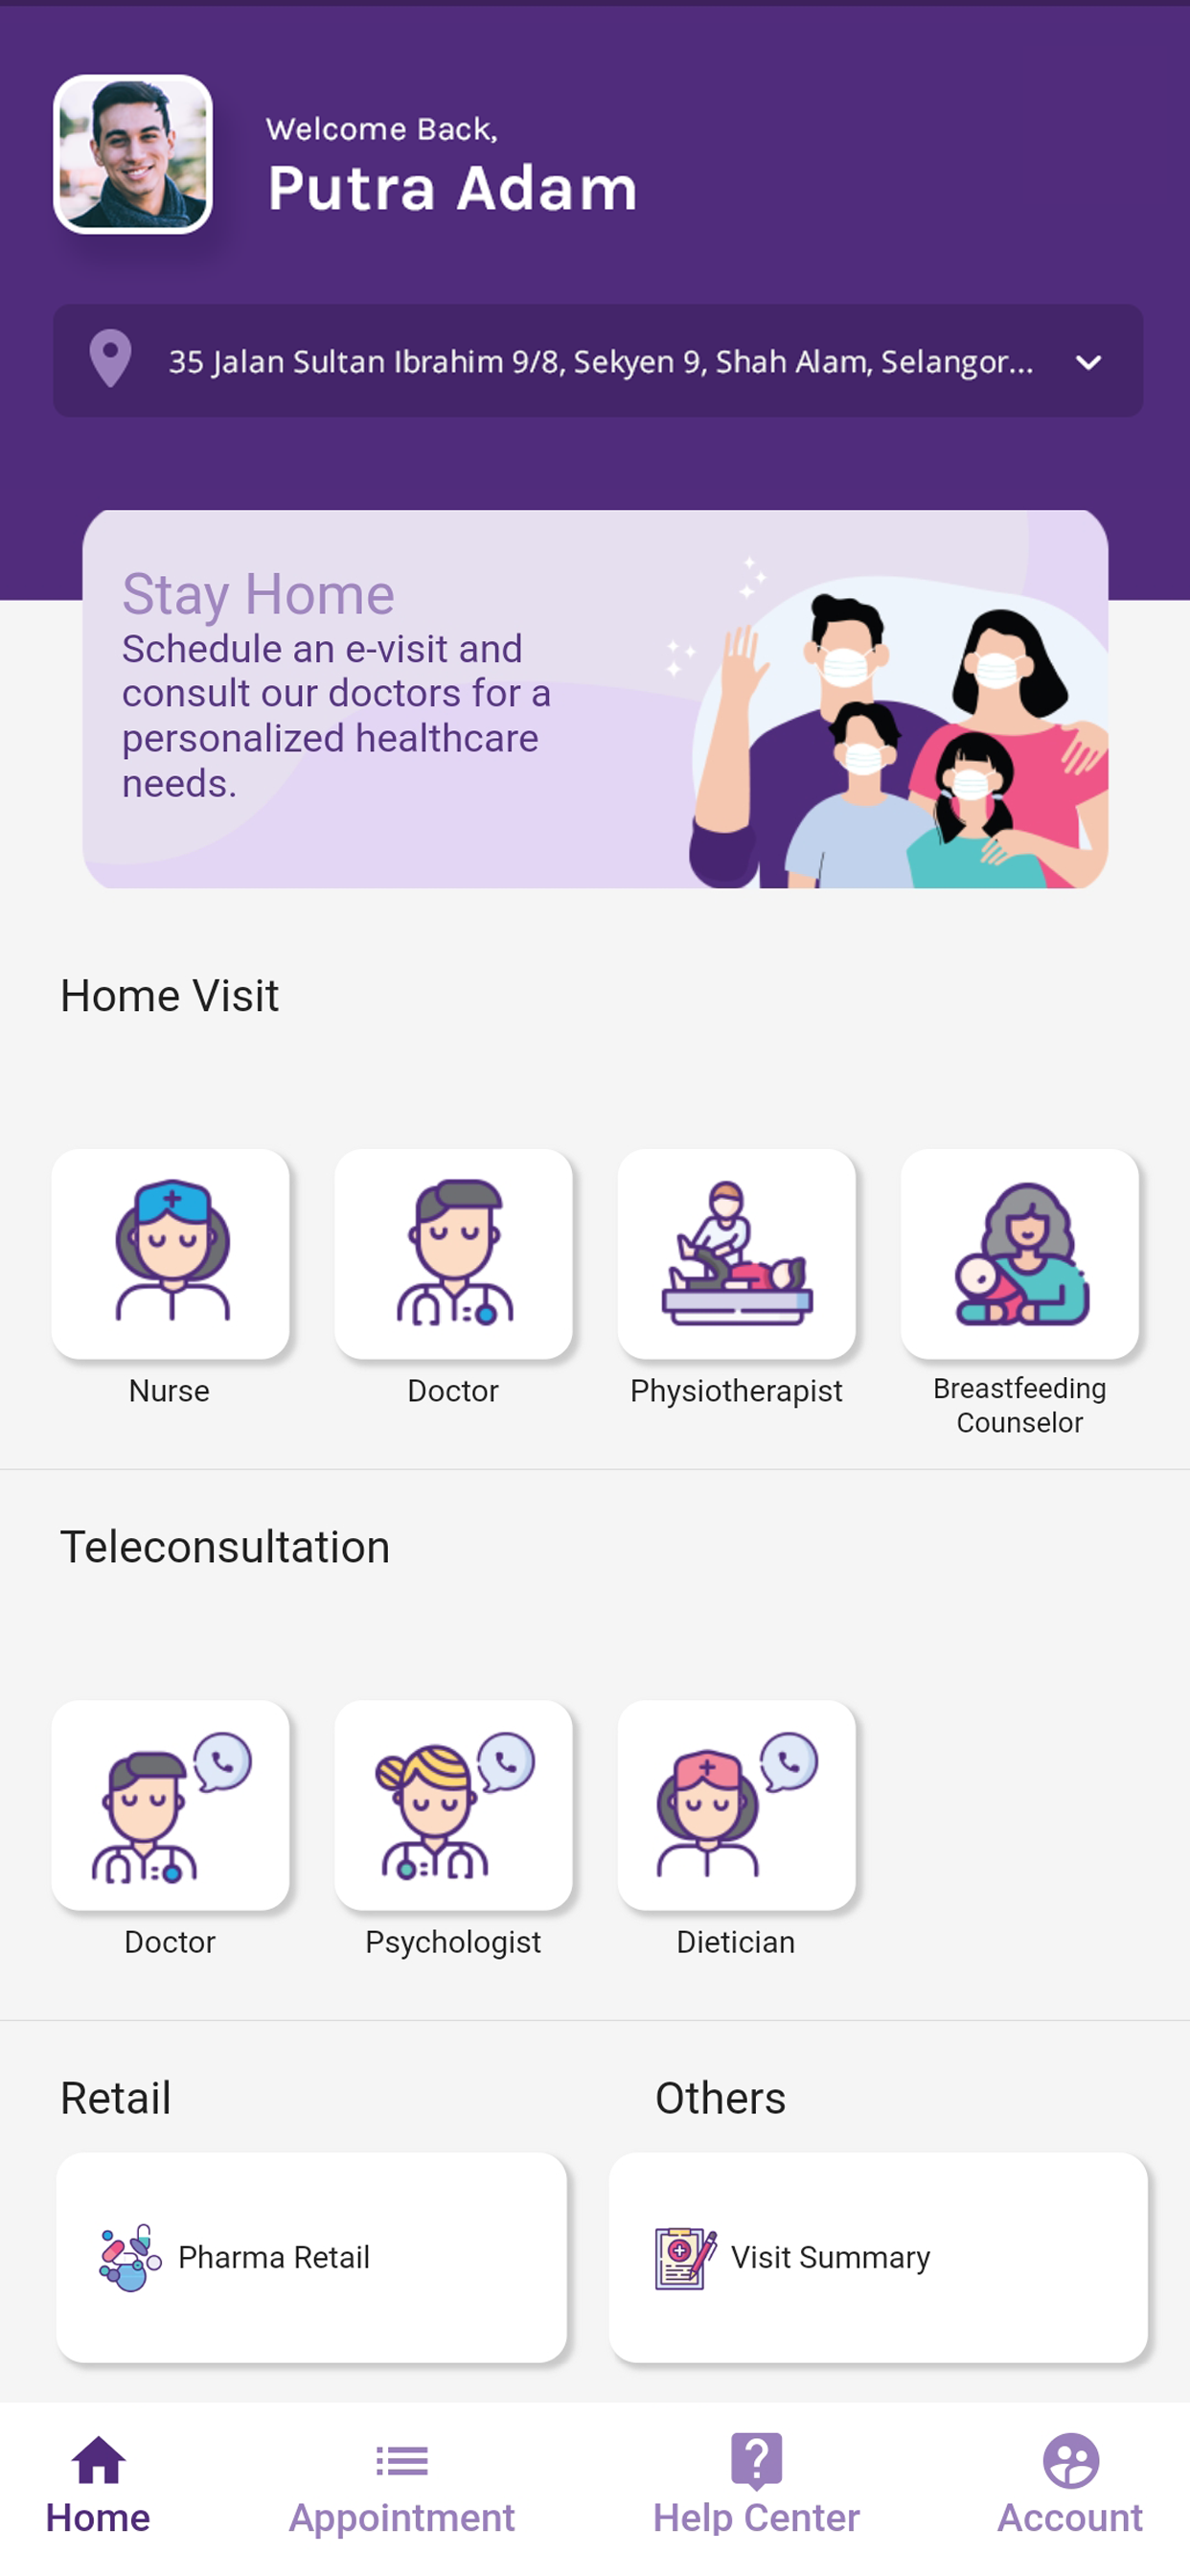 Welcome Back,
Putra Adam
35 Jalan Sultan Ibrahim 9/8, Sekyen 9, Shah Alam, Selangor...
Stay Home
Schedule an e-visit and
consult our doctors for a
personalized healthcare
needs.
Home Visit
Nurse
Doctor
Physiotherapist
Breastfeeding
Counselor
Teleconsultation
Doctor
Psychologist
Dietician
Retail
Others
Pharma Retail
Visit Summary
Home
Appointment
Help Center
Account